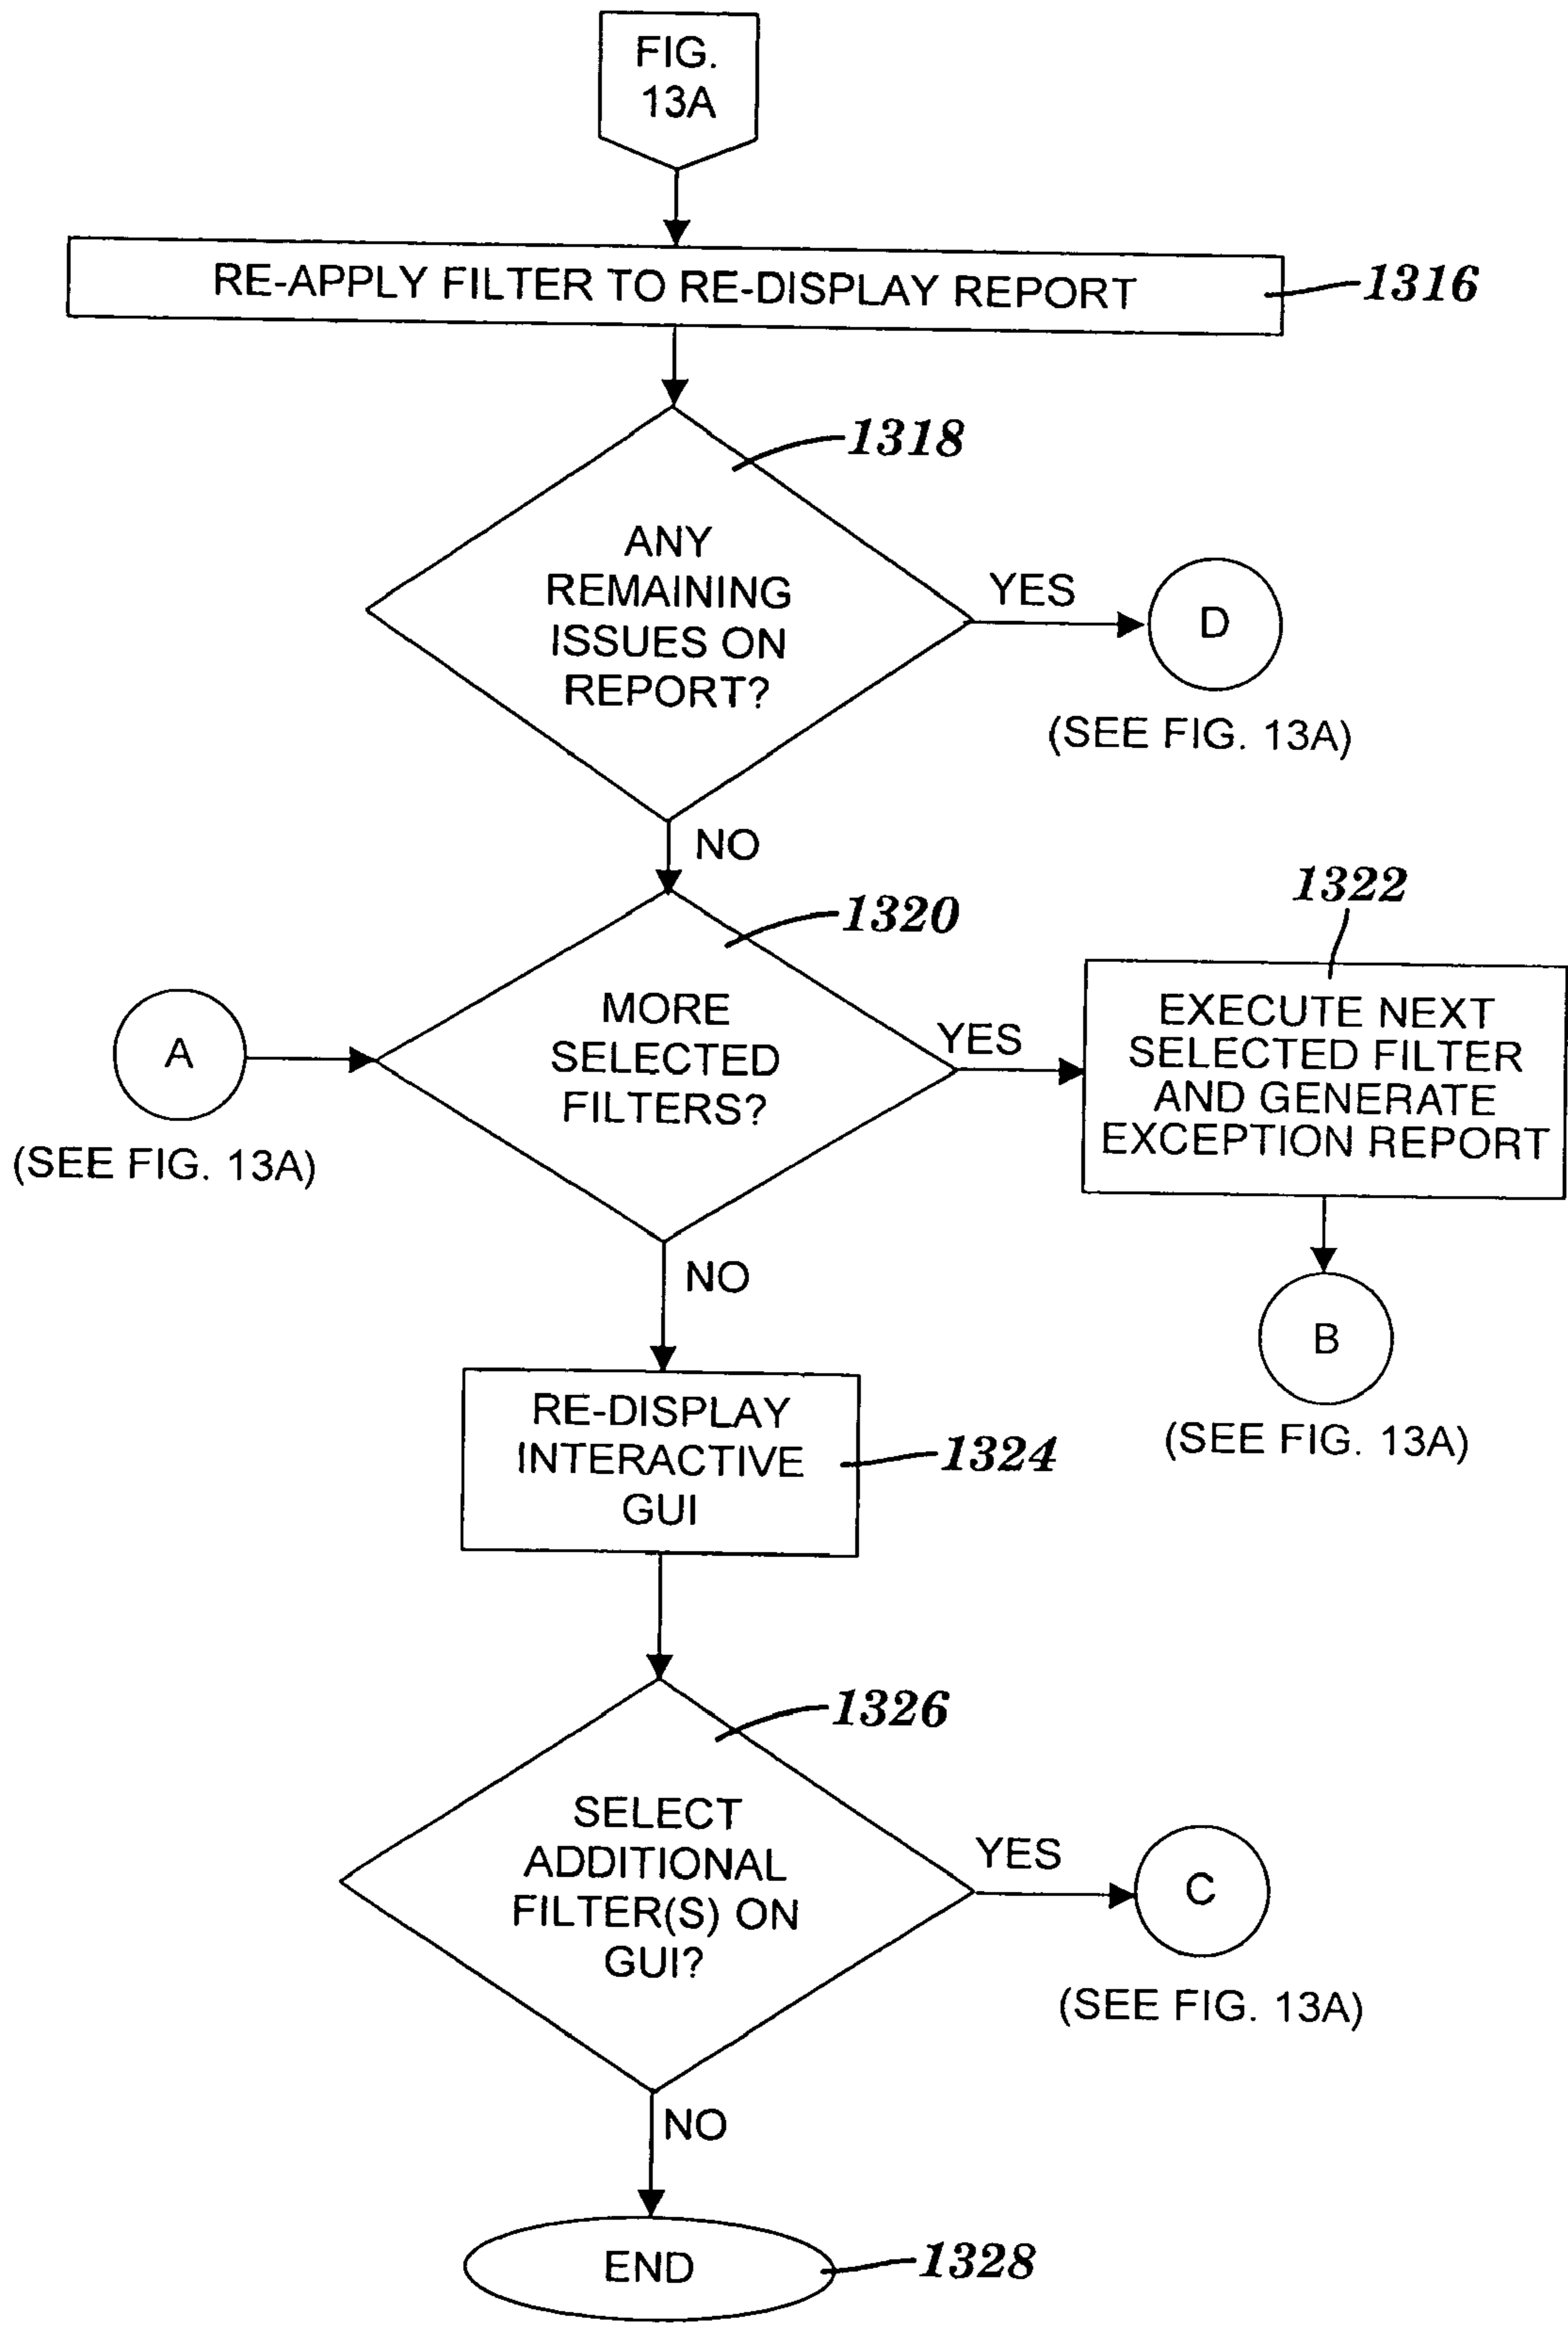 FIG.
13A
RE-APPLY FILTER TO RE-DISPLAY REPORT
1316
1318
ANY
REMAINING
ISSUES ON
REPORT?
YES
D
(SEE FIG. 13A)
NO
1320
1322
MORE
SELECTED
FILTERS?
A
(SEE FIG. 13A)
YES
EXECUTE NEXT
SELECTED FILTER
AND GENERATE
EXCEPTION REPORT
NO
B
(SEE FIG. 13A)
RE-DISPLAY
INTERACTIVE
GUI
1324
1326
SELECT
ADDITIONAL
FILTER(S) ON
GUI?
YES
C
(SEE FIG. 13A)
NO
END
1328